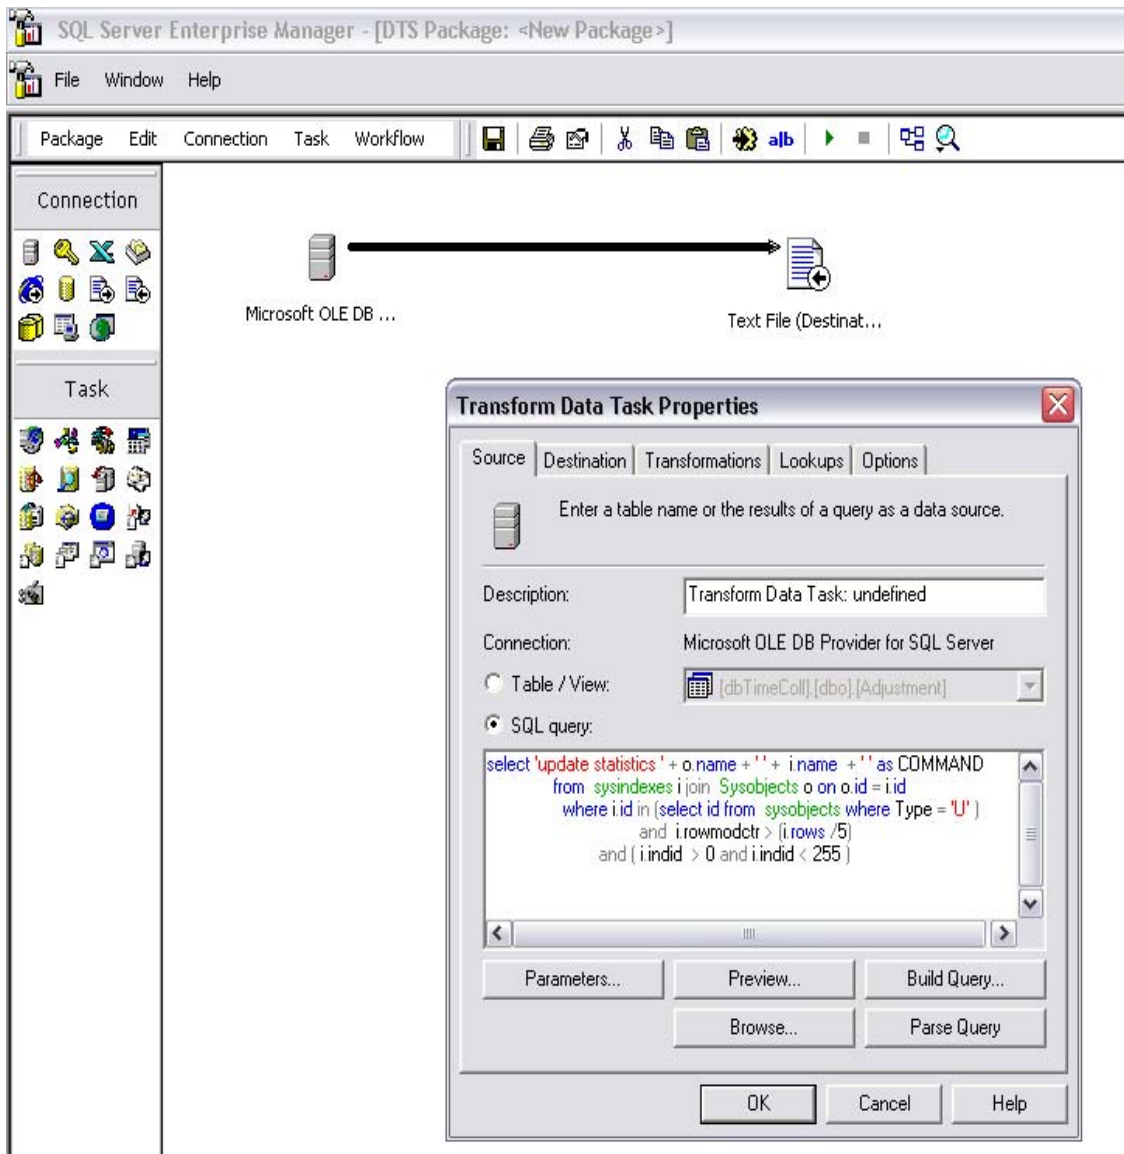 SQL Server Enterprise Manager - [DTS Package: <New Package>]
File Window Help
Package Edit Connection Task Workflow a|b
Connection
Microsoft OLE DB ...
Text File (Destinat...
Task
Transform Data Task Properties
Source Destination Transformations Lookups Options
Enter a table name or the results of a query as a data source.
Description: Transform Data Task: undefined
Connection: Microsoft OLE DB Provider for SQL Server
Table / View: [dbTimeColl].[dbo].[Adjustment]
SQL query:
select 'update statistics ' + o.name + ' ' + i.name + ' ' as COMMAND
from sysindexes i join Sysobjects o on o.id = i.id
where i.id in (select id from sysobjects where Type = 'U' )
and i.rowmodctr > (i.rows /5)
and ( i.indid > 0 and i.indid < 255 )
Parameters... Preview... Build Query...
Browse... Parse Query
OK Cancel Help